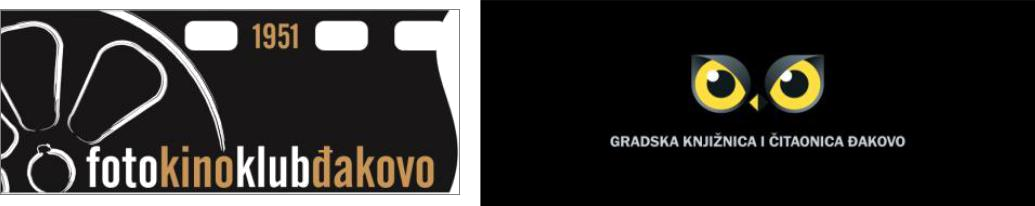 1951
fotokinoklubđakovo
GRADSKA KNJIŽNICA I ČITAONICA ĐAKOVO